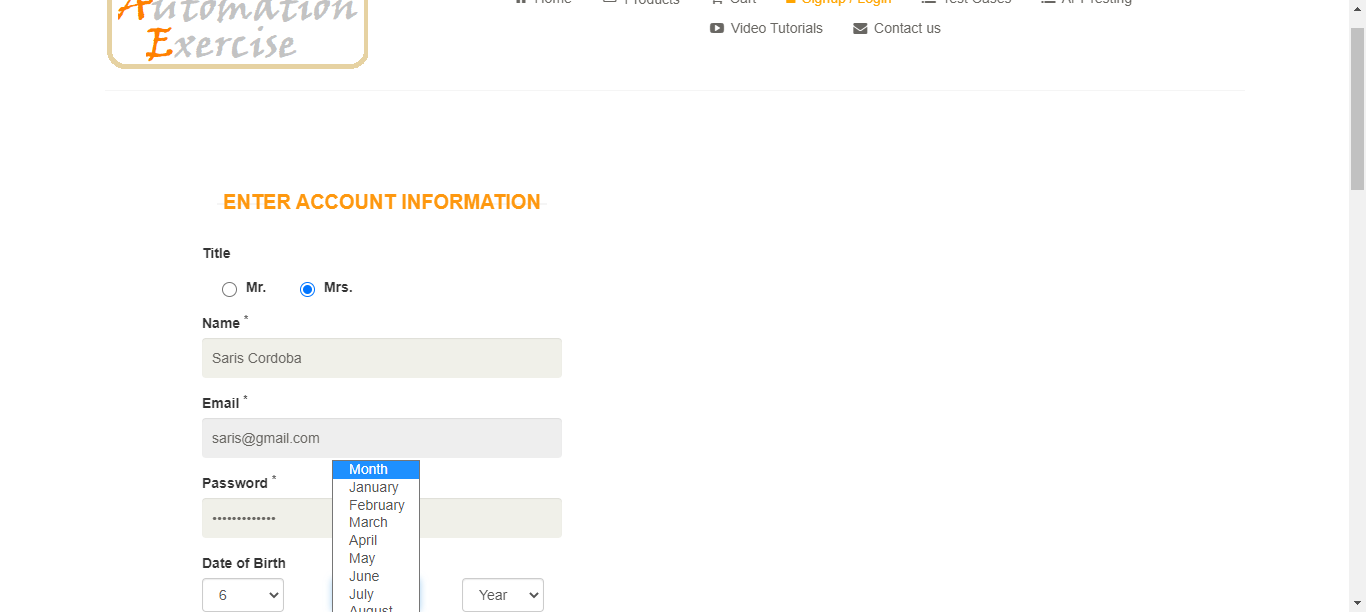 Automation
Exercise
Home Products Cart Signup / Login Test Cases API Testing
Video Tutorials Contact us
ENTER ACCOUNT INFORMATION
Title
Mr. Mrs.
Name *
Saris Cordoba
Email *
saris@gmail.com
Password *
•••••••••••••
Month
January
February
March
April
May
June
July
August
Date of Birth
6 Year